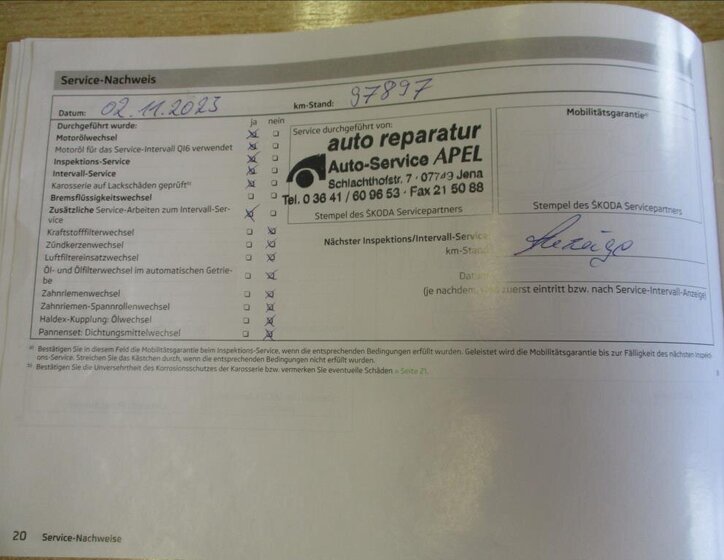 Service-Nachweis
Datum: 02.11.2023 km-Stand: 97897
Durchgeführt wurde: ja nein
Motorölwechsel
Motoröl für das Service-Intervall QI6 verwendet
Inspektions-Service
Intervall-Service
Karosserie auf Lackschäden geprüft
Bremsflüssigkeitswechsel
Zusätzliche Service-Arbeiten zum Intervall-Ser-
vice
Kraftstofffilterwechsel
Zündkerzenwechsel
Luftfiltereinsatzwechsel
Öl- und Ölfilterwechsel im automatischen Getrie-
be
Zahnriemenwechsel
Zahnriemen-Spannrollenwechsel
Haldex-Kupplung: Ölwechsel
Pannenset: Dichtungsmittelwechsel
Service durchgeführt von:
auto reparatur
Auto-Service APEL
Schlachthofstr. 7 · 07743 Jena
Tel. 0 36 41 / 60 96 53 · Fax 21 50 88
Stempel des ŠKODA Servicepartners
Mobilitätsgarantie
Stempel des ŠKODA Servicepartners
Nächster Inspektions/Intervall-Service:
km-Stand
(je nachdem, was zuerst eintritt bzw. nach Service-Intervall-Anzeige)
Bestätigen Sie in diesem Feld die Mobilitätsgarantie beim Inspektions-Service, wenn die entsprechenden Bedingungen erfüllt wurden. Geleistet wird die Mobilitätsgarantie bis zur Fälligkeit des nächsten Inspekti-
ons-Service. Streichen Sie das Kästchen durch, wenn die entsprechenden Bedingungen nicht erfüllt wurden.
Bestätigen Sie die Unversehrtheit des Korrosionsschutzes der Karosserie bzw. vermerken Sie eventuelle Schäden » Seite 21.
20 Service-Nachweise